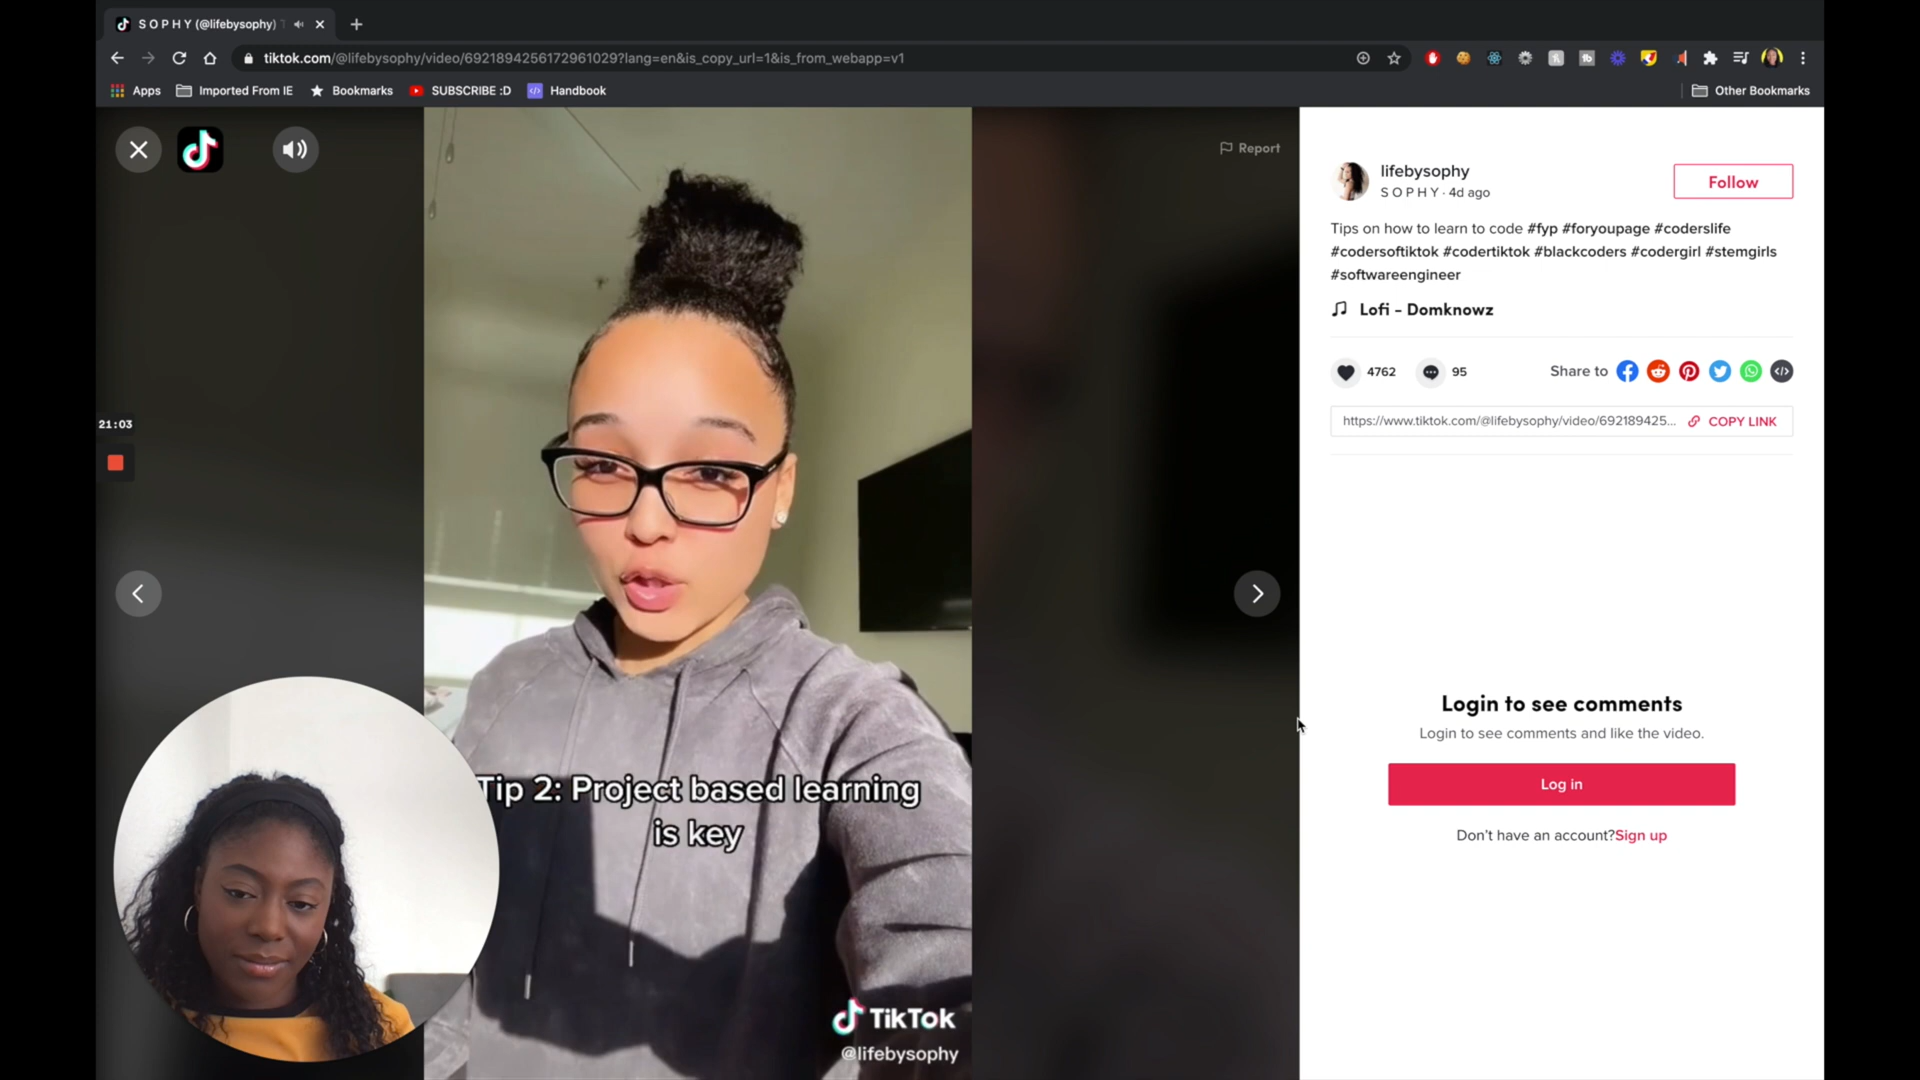 S O P H Y (@lifebysophy)
tiktok.com/@lifebysophy/video/6921894256172961029?lang=en&is_copy_url=1&is_from_webapp=v1
Apps
Imported From IE
Bookmarks
SUBSCRIBE :D
Handbook
Other Bookmarks
Report
lifebysophy
S O P H Y · 4d ago
Follow
Tips on how to learn to code #fyp #foryoupage #coderslife
#codersoftiktok #codertiktok #blackcoders #codergirl #stemgirls
#softwareengineer
Lofi - Domknowz
4762
95
Share to
https://www.tiktok.com/@lifebysophy/video/692189425...
COPY LINK
21:03
Login to see comments
Login to see comments and like the video.
Log in
Don't have an account?Sign up
Tip 2: Project based learning
is key
TikTok
@lifebysophy